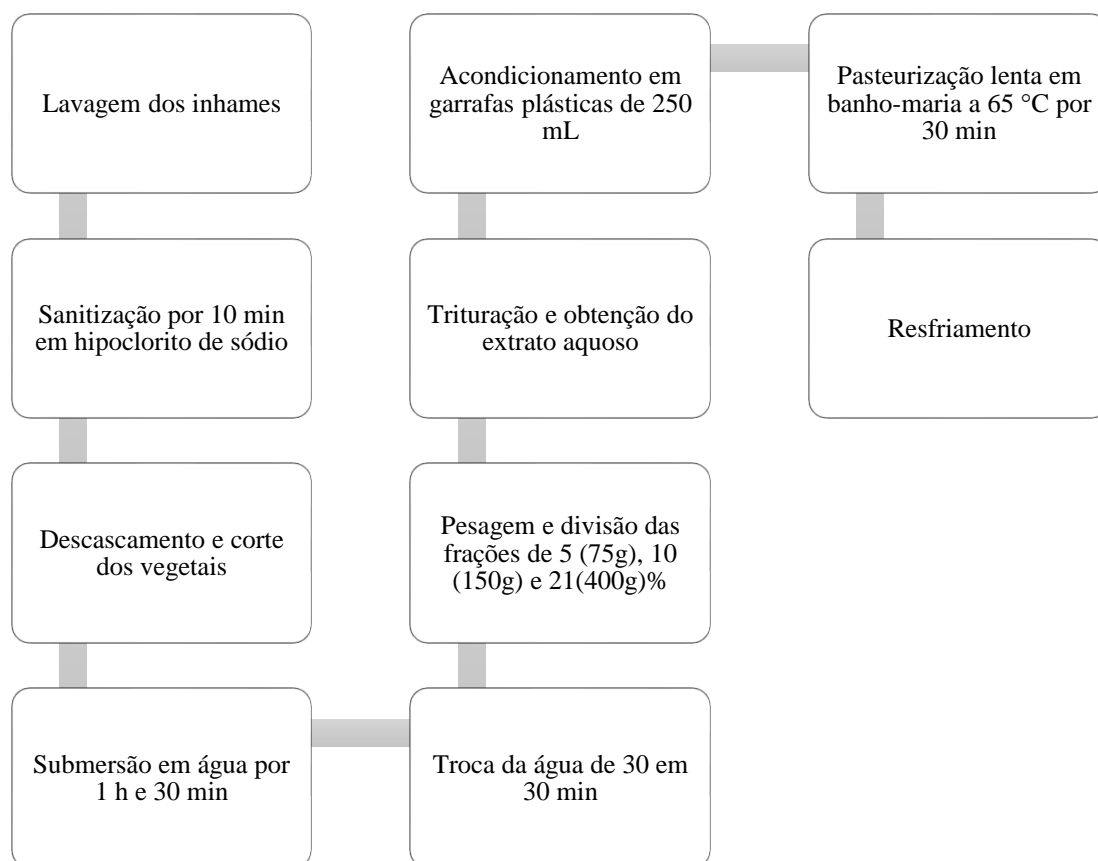 Lavagem dos inhames
Sanitização por 10 min
em hipoclorito de sódio
Descascamento e corte
dos vegetais
Submersão em água por
1 h e 30 min
Troca da água de 30 em
30 min
Pesagem e divisão das
frações de 5 (75g), 10
(150g) e 21(400g)%
Trituração e obtenção do
extrato aquoso
Acondicionamento em
garrafas plásticas de 250
mL
Pasteurização lenta em
banho-maria a 65 °C por
30 min
Resfriamento